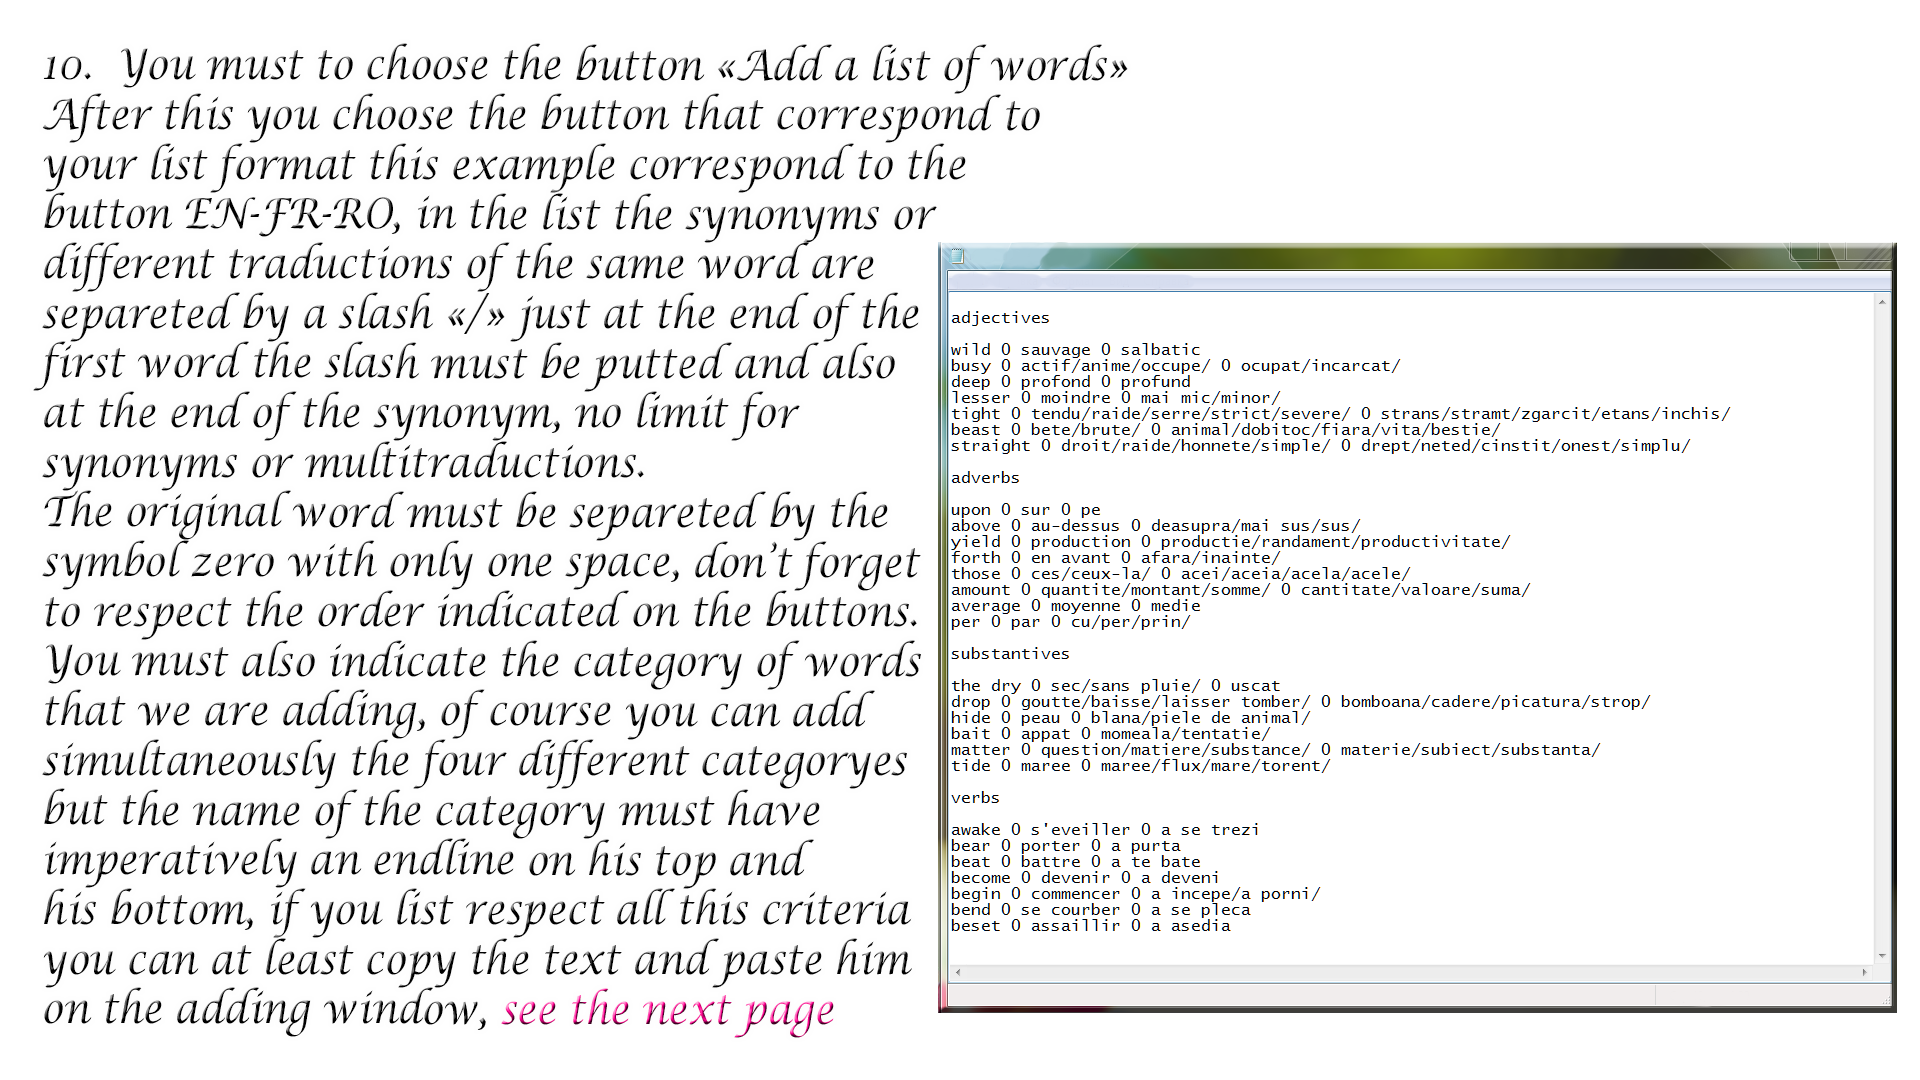 10. You must to choose the button «Add a list of words»
After this you choose the button that correspond to
your list format this example correspond to the
button EN-FR-RO, in the list the synonyms or
different traductions of the same word are
separeted by a slash «/» just at the end of the
first word the slash must be putted and also
at the end of the synonym, no limit for
synonyms or multitraductions.
The original word must be separeted by the
symbol zero with only one space, don't forget
to respect the order indicated on the buttons.
You must also indicate the category of words
that we are adding, of course you can add
simultaneously the four different categoryes
but the name of the category must have
imperatively an endline on his top and
his bottom, if you list respect all this criteria
you can at least copy the text and paste him
on the adding window, see the next page
adjectives
wild 0 sauvage 0 salbatic
busy 0 actif/anime/occupe/ 0 ocupat/incarcat/
deep 0 profond 0 profund
lesser 0 moindre 0 mai mic/minor/
tight 0 tendu/raide/serre/strict/severe/ 0 strans/stramt/zgarcit/etans/inchis/
beast 0 bete/brute/ 0 animal/dobitoc/fiara/vita/bestie/
straight 0 droit/raide/honnete/simple/ 0 drept/neted/cinstit/onest/simplu/
adverbs
upon 0 sur 0 pe
above 0 au-dessus 0 deasupra/mai sus/sus/
yield 0 production 0 productie/randament/productivitate/
forth 0 en avant 0 afara/inainte/
those 0 ces/ceux-la/ 0 acei/aceia/acela/acele/
amount 0 quantite/montant/somme/ 0 cantitate/valoare/suma/
average 0 moyenne 0 medie
per 0 par 0 cu/per/prin/
substantives
the dry 0 sec/sans pluie/ 0 uscat
drop 0 goutte/baisse/laisser tomber/ 0 bomboana/cadere/picatura/strop/
hide 0 peau 0 blana/piele de animal/
bait 0 appat 0 momeala/tentatie/
matter 0 question/matiere/substance/ 0 materie/subiect/substanta/
tide 0 maree 0 maree/flux/mare/torent/
verbs
awake 0 s'eveiller 0 a se trezi
bear 0 porter 0 a purta
beat 0 battre 0 a te bate
become 0 devenir 0 a deveni
begin 0 commencer 0 a incepe/a porni/
bend 0 se courber 0 a se pleca
beset 0 assaillir 0 a asedia